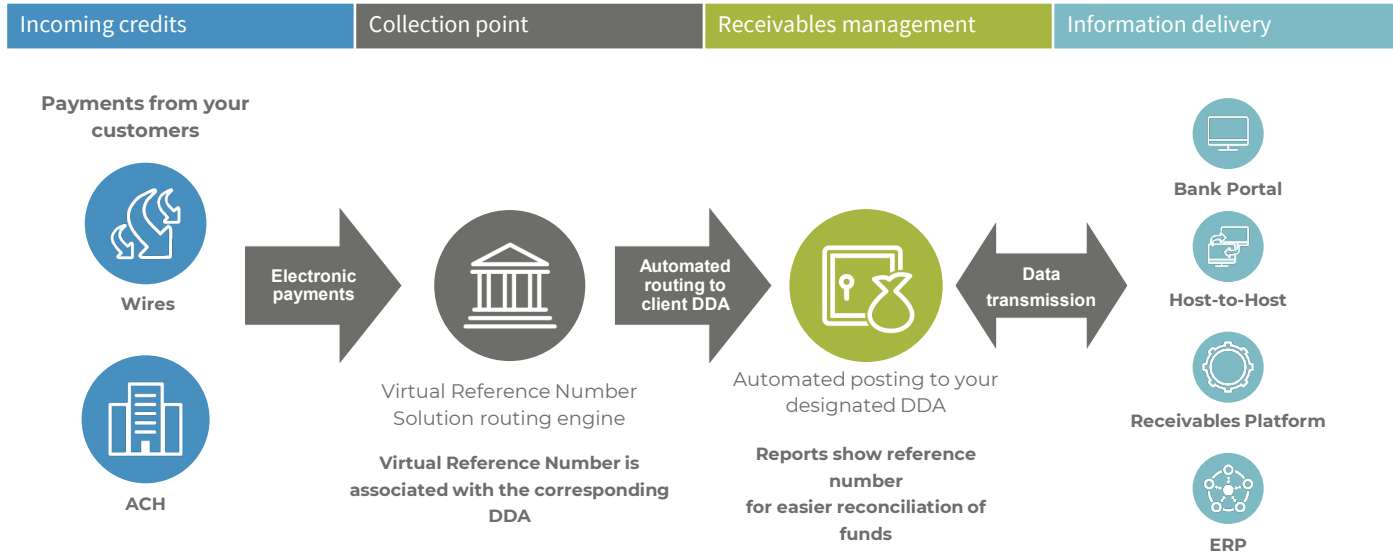 Incoming credits
Collection point
Receivables management
Information delivery
Payments from your
customers
Wires
ACH
Electronic
payments
Virtual Reference Number
Solution routing engine
Virtual Reference Number is
associated with the corresponding
DDA
Automated
routing to
client DDA
Automated posting to your
designated DDA
Reports show reference
number
for easier reconciliation of
funds
Data
transmission
Bank Portal
Host-to-Host
Receivables Platform
ERP